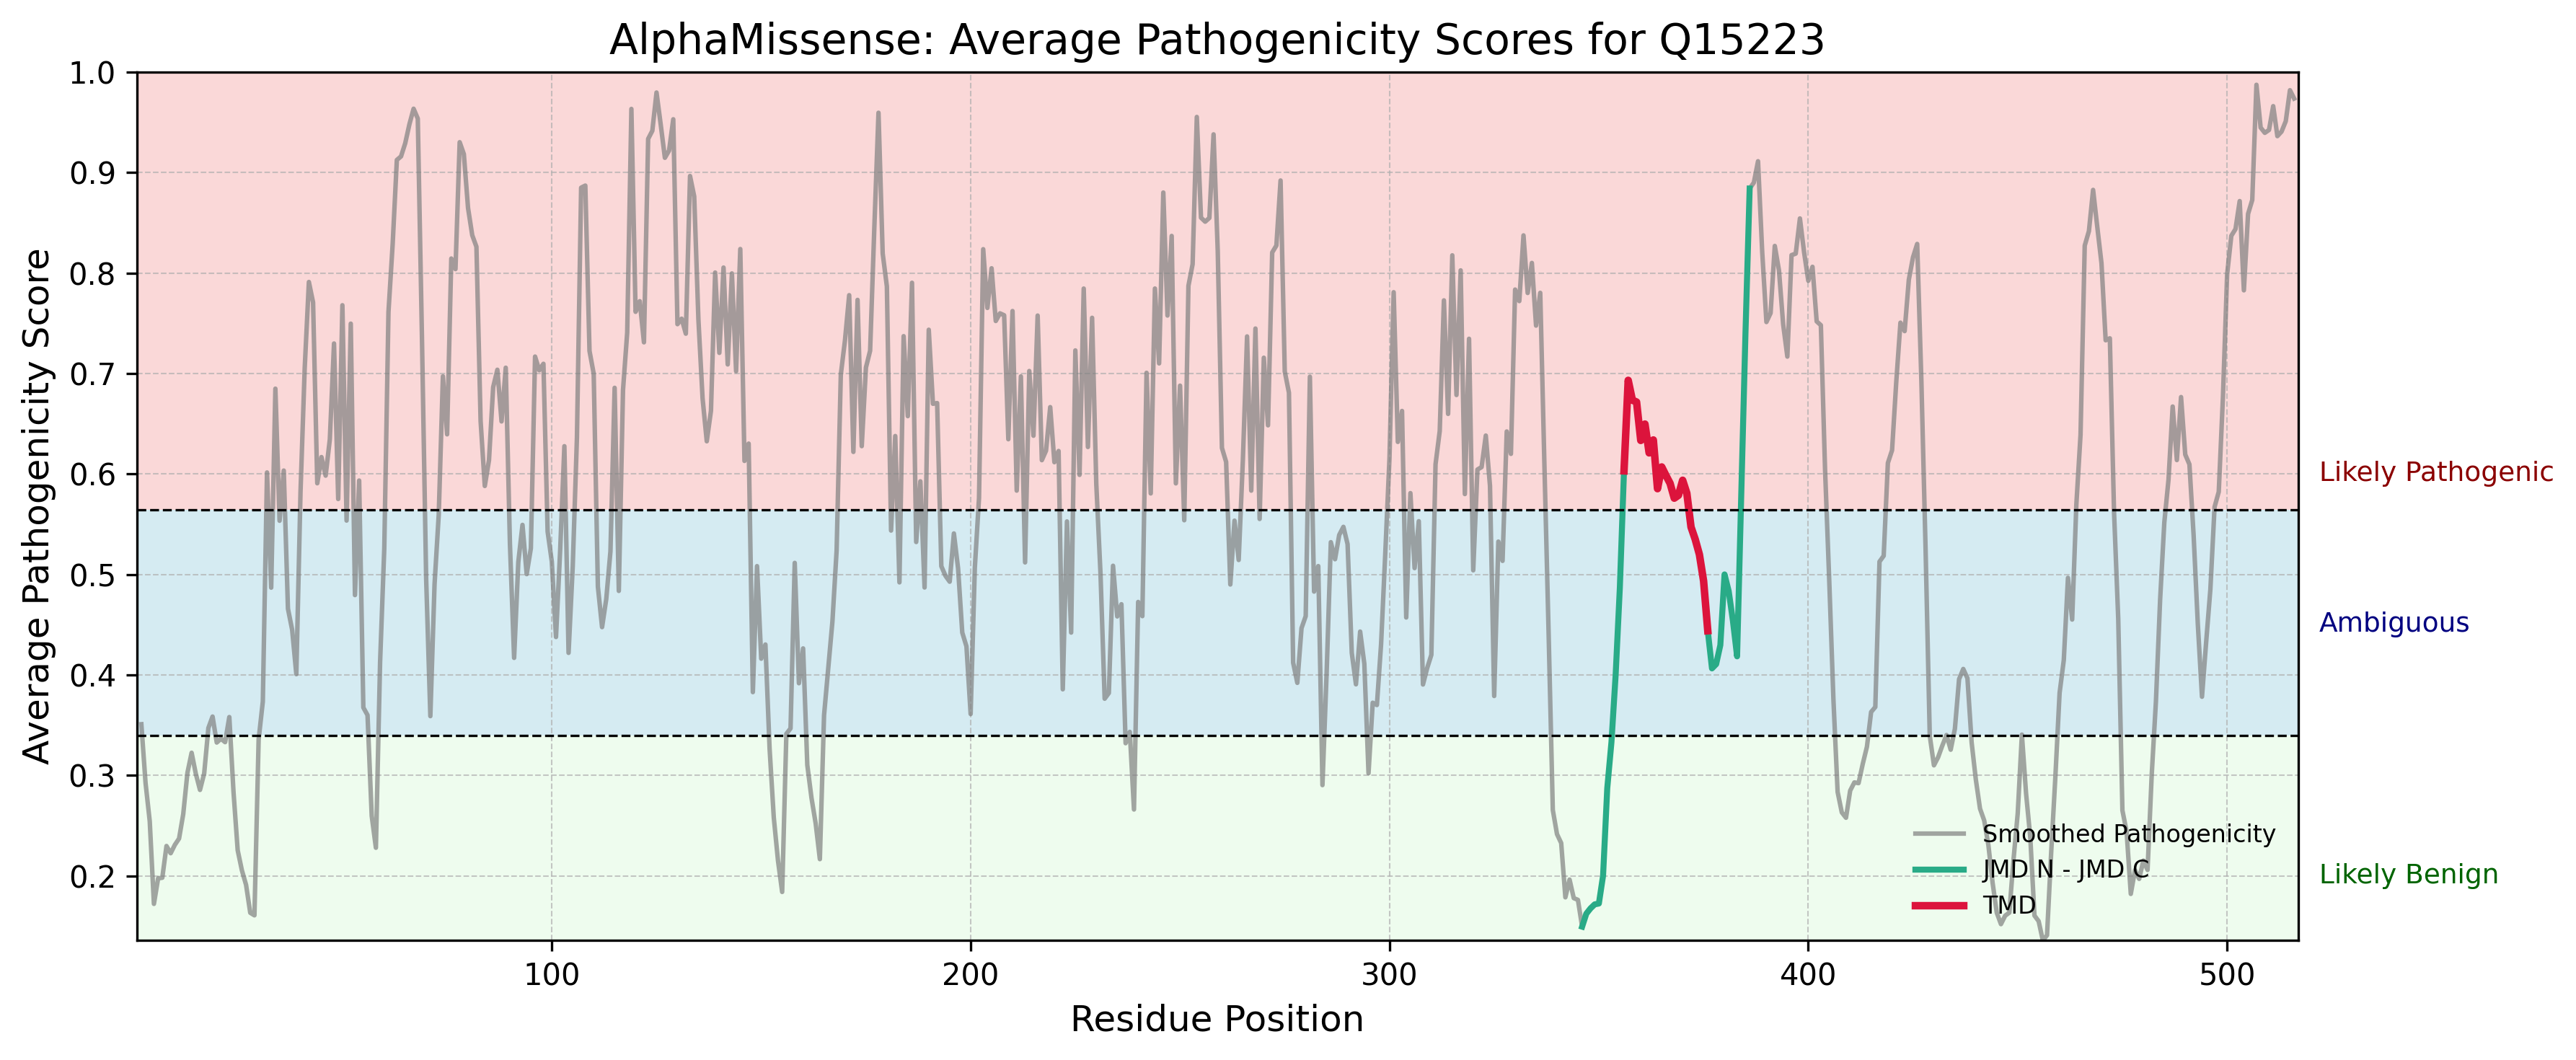 AlphaMissense: Average Pathogenicity Scores for Q15223
1.0
0.9
0.8
0.7
0.6
0.5
0.4
0.3
0.2
Average Pathogenicity Score
Likely Pathogenic
Ambiguous
Likely Benign
Smoothed Pathogenicity
JMD N - JMD C
TMD
100
200
300
400
500
Residue Position